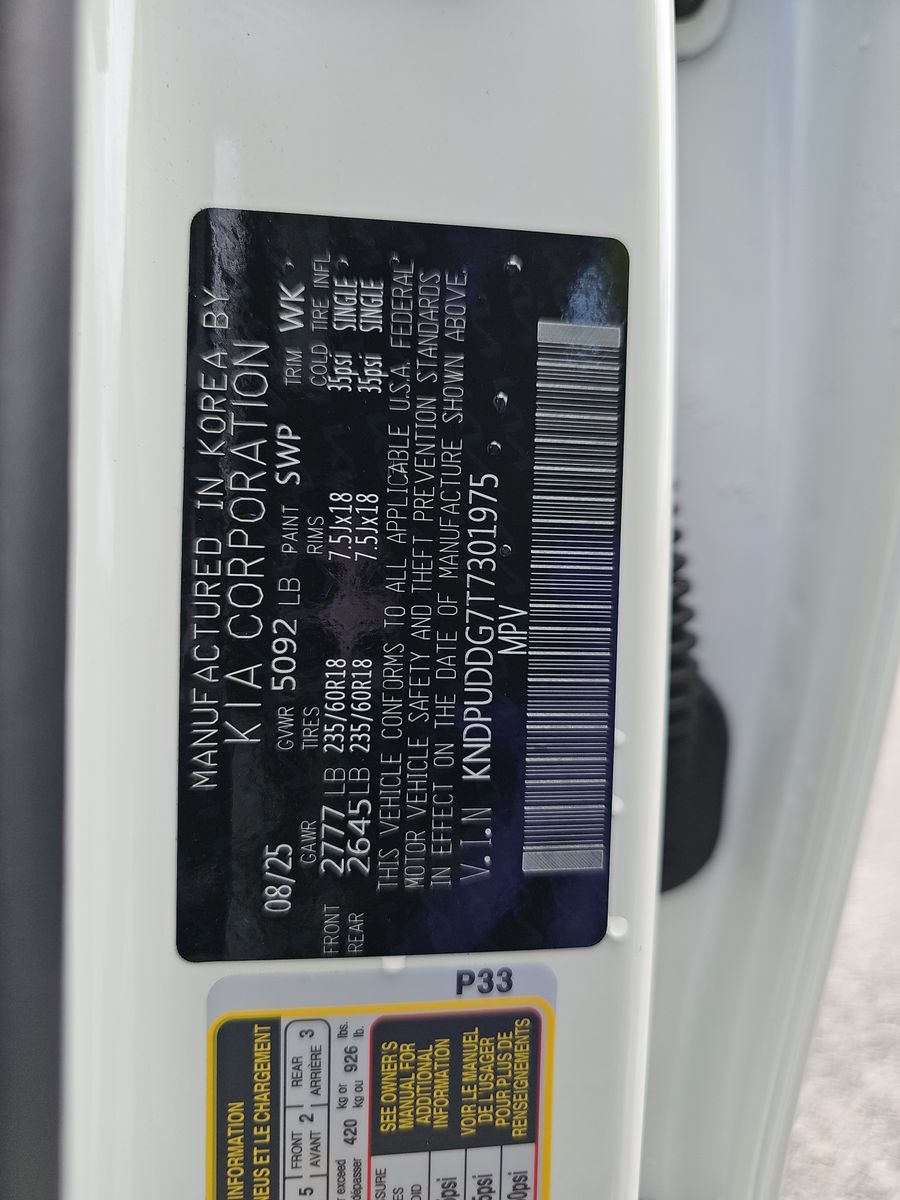 MANUFACTURED IN KOREA BY
KIA CORPORATION
08/25 GVWR 5092 LB PAINT SWP TRIM WK
GAWR TIRES RIMS COLD TIRE INFL
FRONT 2777 LB 235/60R18 7.5Jx18 35psi SINGLE
REAR 2645 LB 235/60R18 7.5Jx18 35psi SINGLE
THIS VEHICLE CONFORMS TO ALL APPLICABLE U.S.A. FEDERAL
MOTOR VEHICLE SAFETY AND THEFT PREVENTION STANDARDS
IN EFFECT ON THE DATE OF MANUFACTURE SHOWN ABOVE.
V.I.N KNDPUDDG7T7301975
MPV
P33
INFORMATION
NEUS ET LE CHARGEMENT
5 FRONT 2 REAR 3
AVANT ARRIÈRE
exceed 420 kg or 926 lbs.
dépasser kg ou lb.
SEE OWNER'S
MANUAL FOR
ADDITIONAL
INFORMATION
VOIR LE MANUEL
DE L'USAGER
POUR PLUS DE
RENSEIGNEMENTS